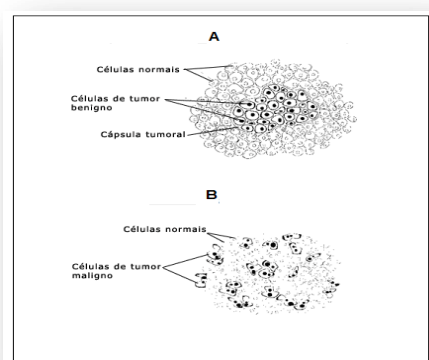 A
Células normais
Células de tumor
benigno
Cápsula tumoral
B
Células normais
Células de tumor
maligno